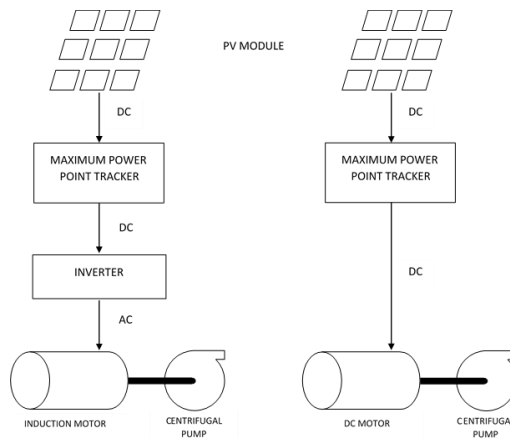 PV MODULE
DC
MAXIMUM POWER
POINT TRACKER
DC
INVERTER
AC
INDUCTION MOTOR
CENTRIFUGAL
PUMP
DC
MAXIMUM POWER
POINT TRACKER
DC
DC MOTOR
CENTRIFUGAL
PUMP